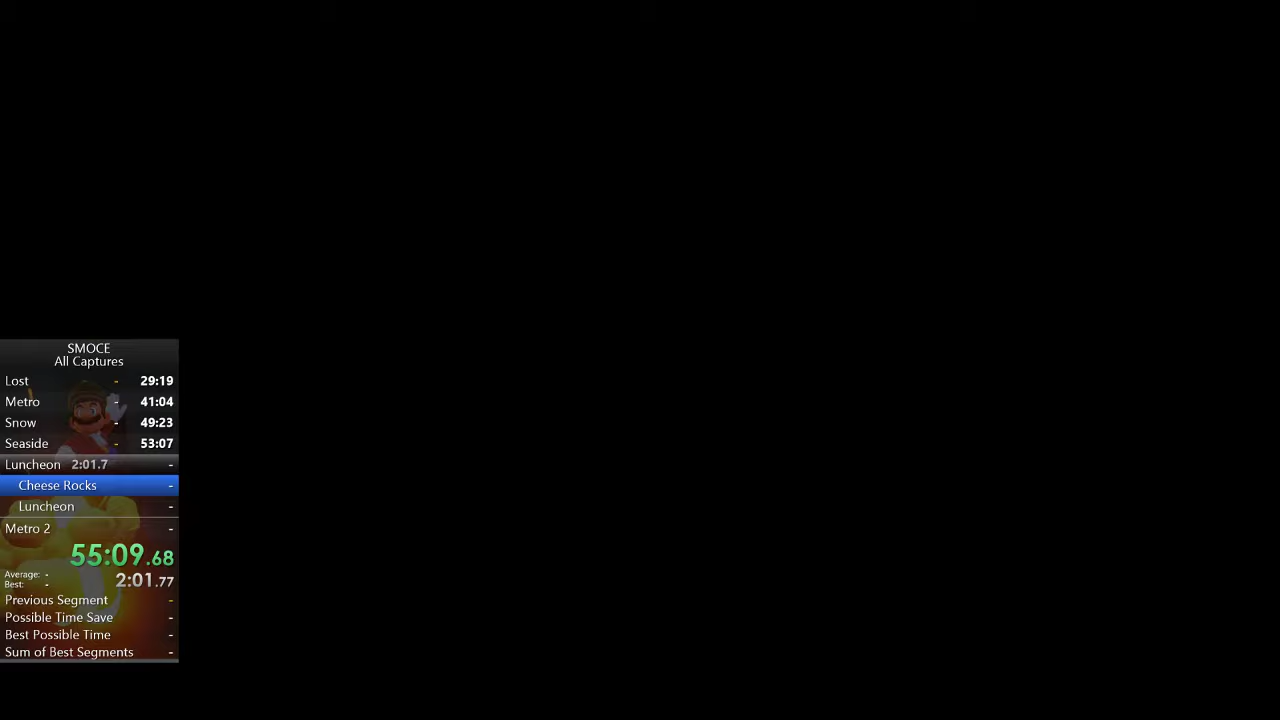 SMOCE
All Captures
Lost - 29:19
Metro - 41:04
Snow - 49:23
Seaside - 53:07
Luncheon 2:01.7 -
Cheese Rocks -
Luncheon -
Metro 2 -
55:09.68
Average: -
Best: - 2:01.77
Previous Segment -
Possible Time Save -
Best Possible Time -
Sum of Best Segments -